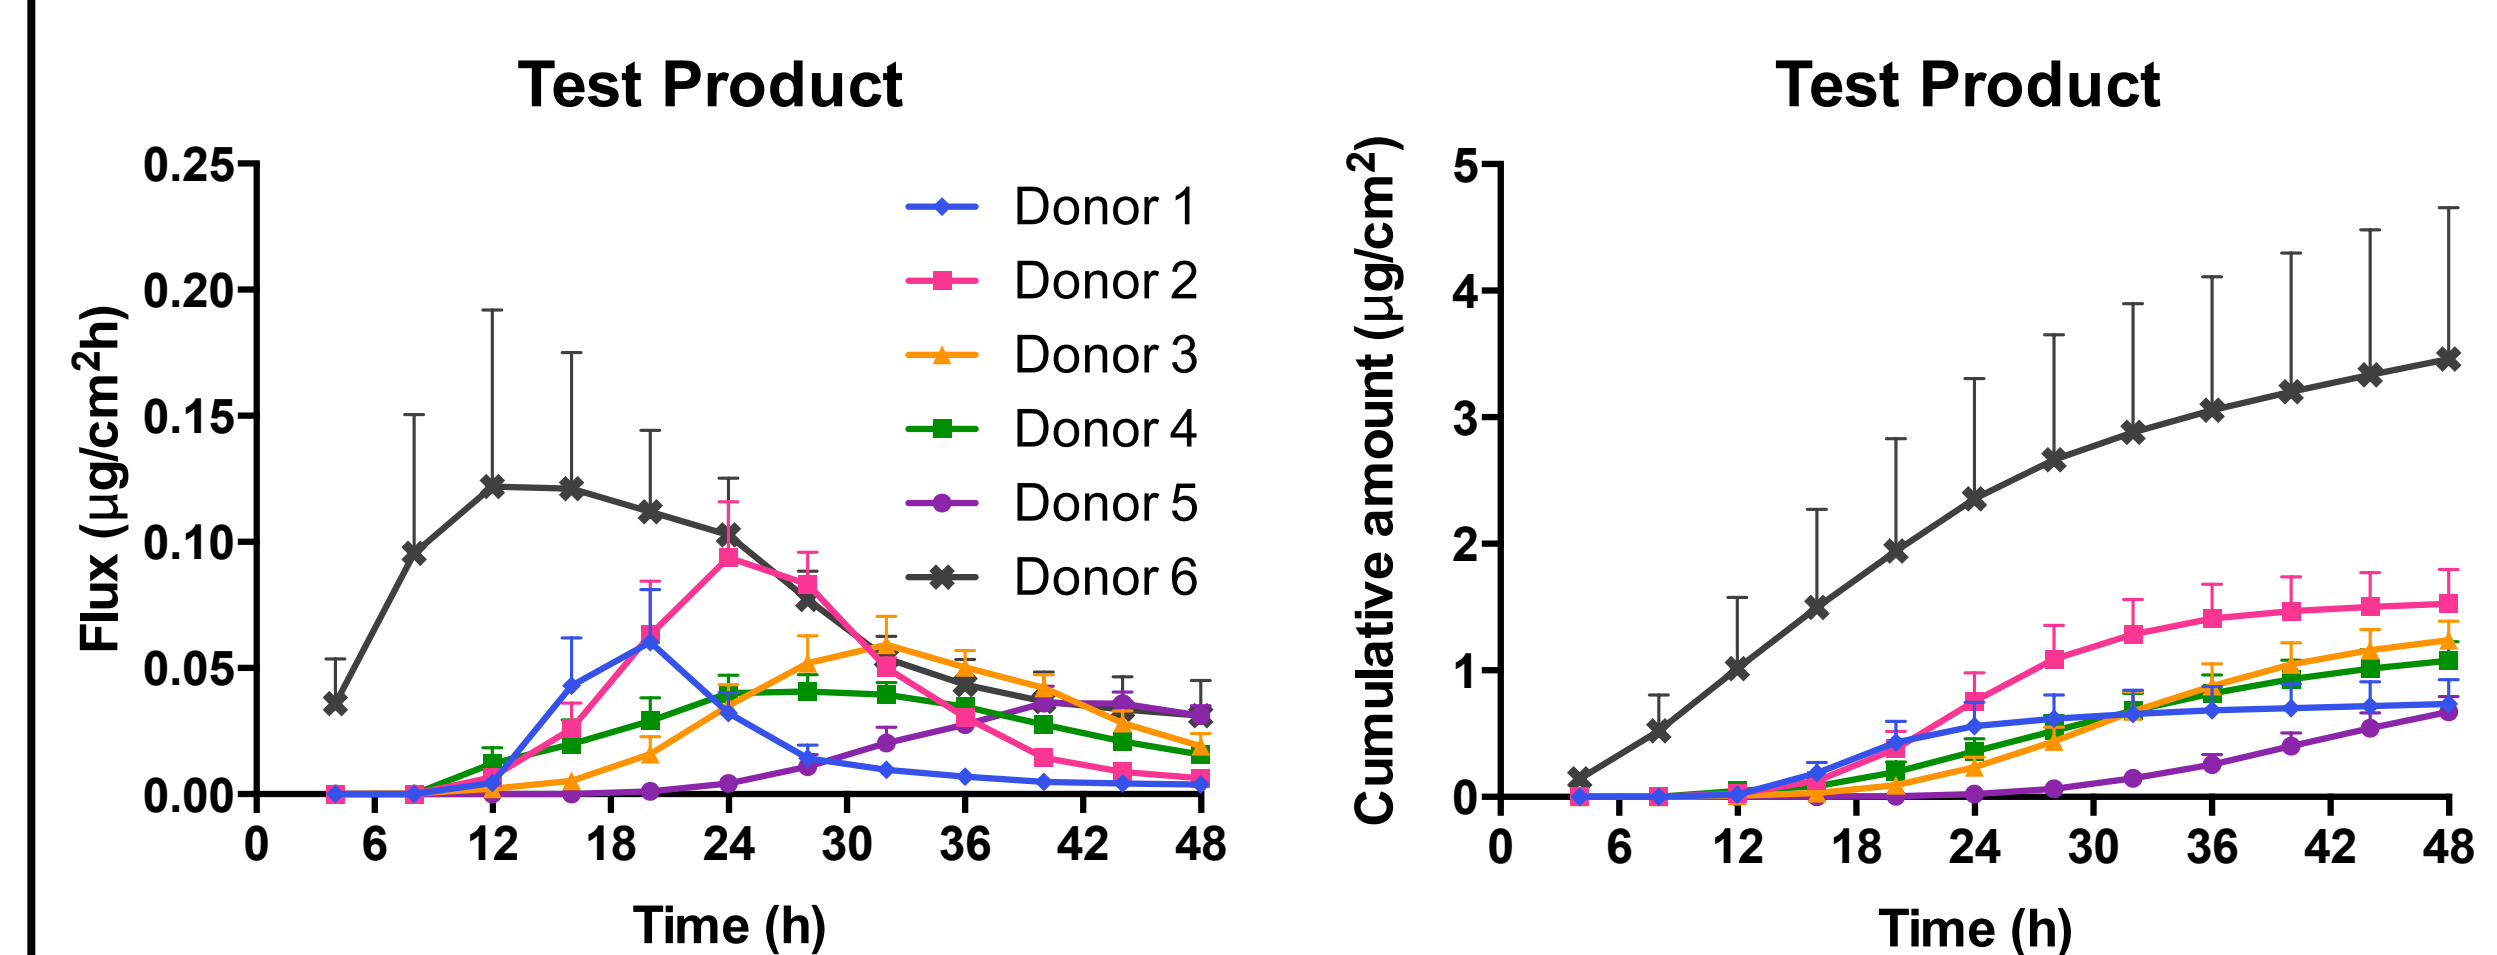 Test Product
0.25
0.20
0.15
0.10
0.05
0.00
Flux (µg/cm²h)
0 6 12 18 24 30 36 42 48
Time (h)
Donor 1
Donor 2
Donor 3
Donor 4
Donor 5
Donor 6
Test Product
5
4
3
2
1
0
Cumulative amount (µg/cm²)
0 6 12 18 24 30 36 42 48
Time (h)